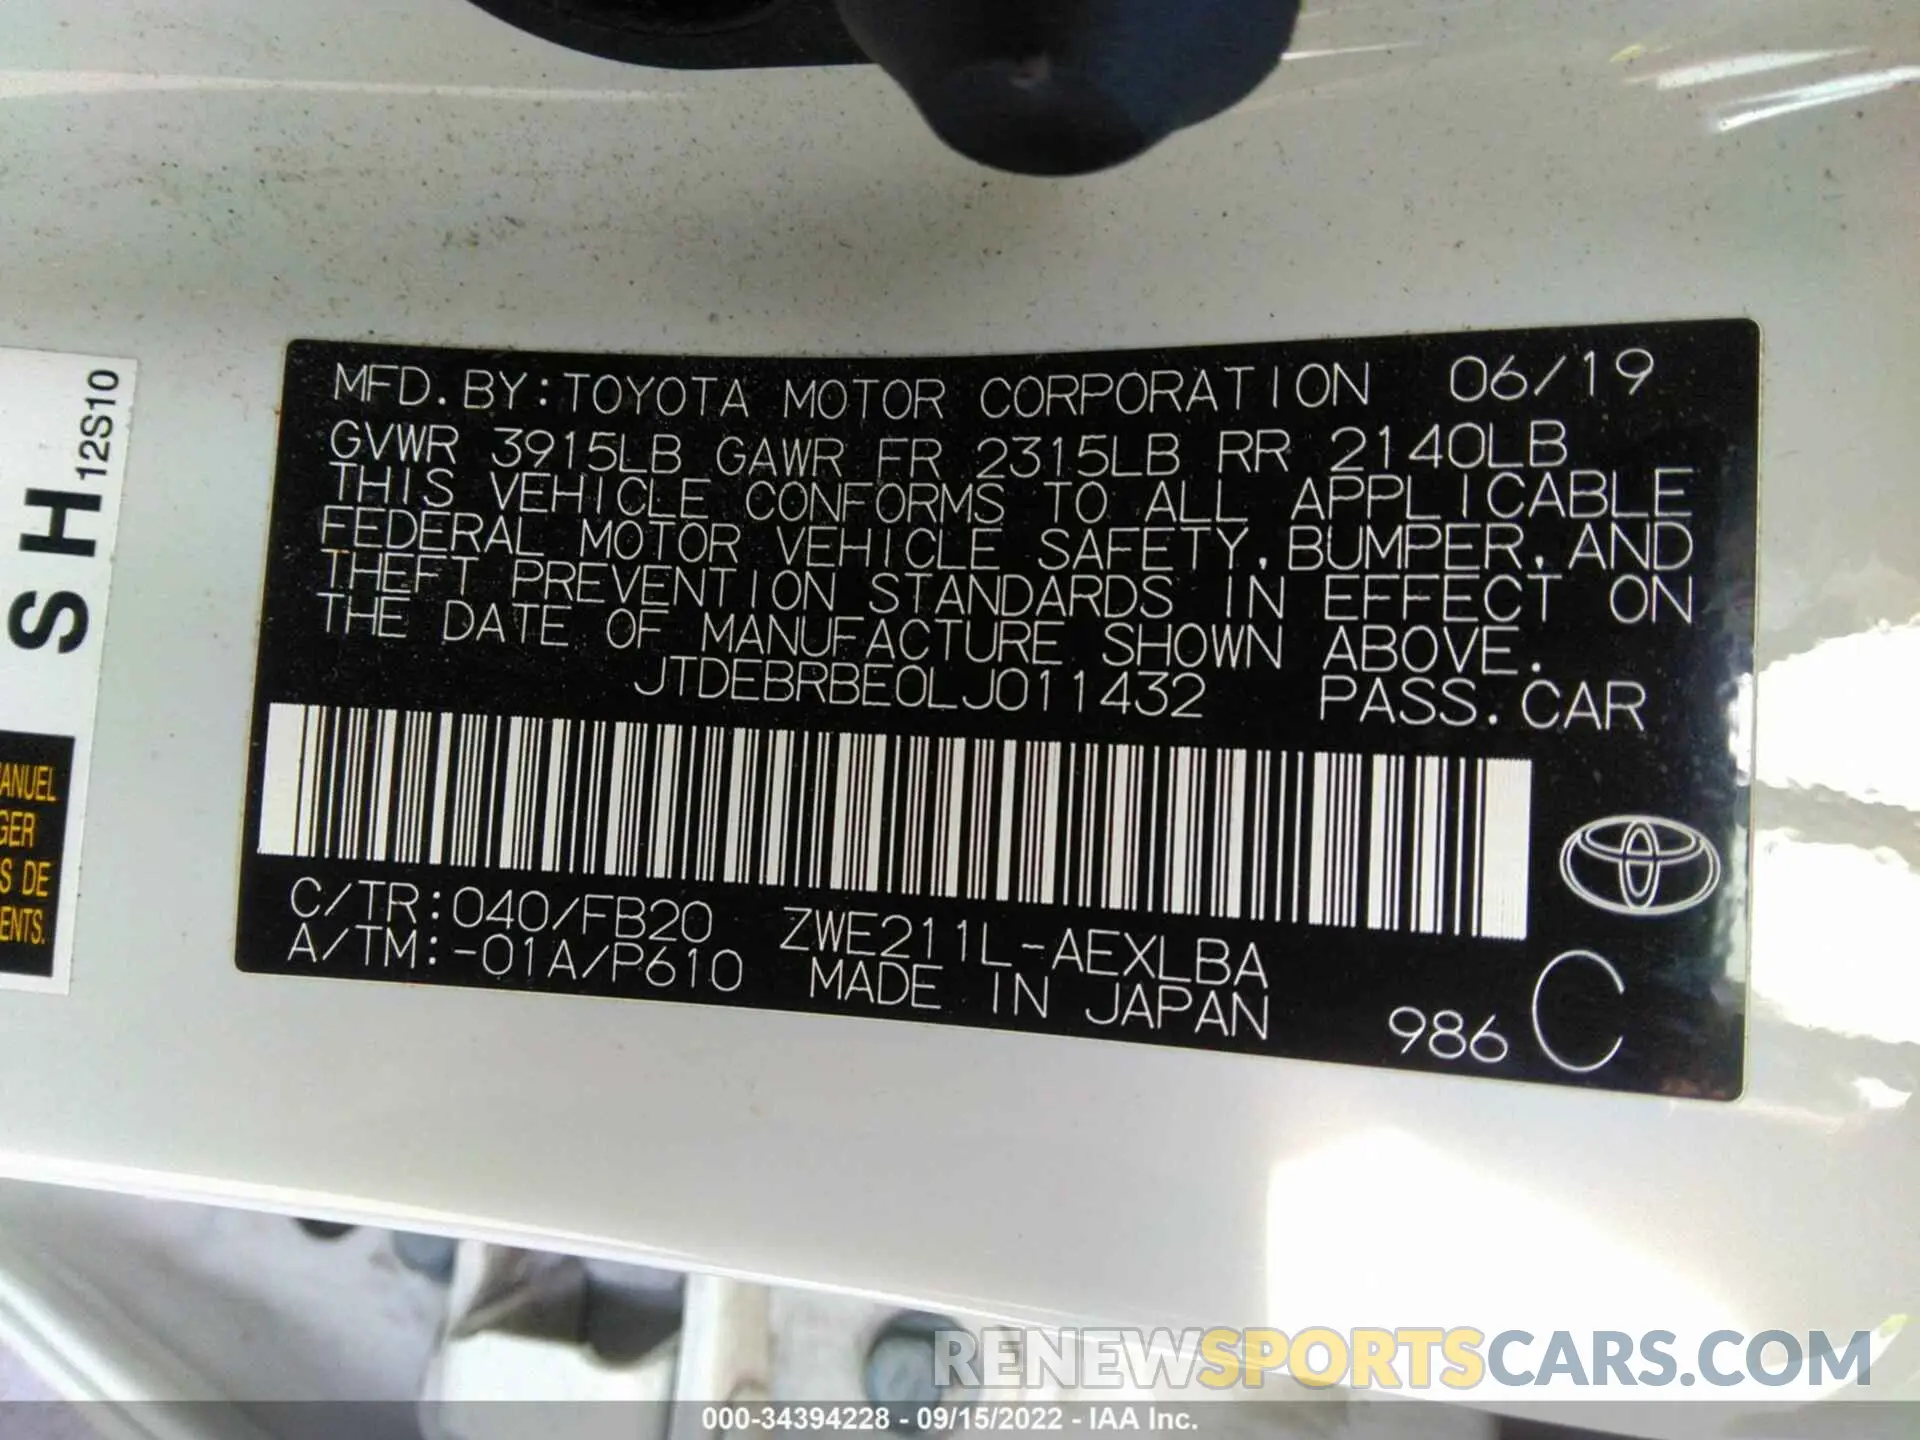 MFD. BY: TOYOTA MOTOR CORPORATION 06/19
GVWR 3915LB GAWR FR 2315LB RR 2140LB
THIS VEHICLE CONFORMS TO ALL APPLICABLE
FEDERAL MOTOR VEHICLE SAFETY, BUMPER, AND
THEFT PREVENTION STANDARDS IN EFFECT ON
THE DATE OF MANUFACTURE SHOWN ABOVE.
JTDEBRBE0LJ011432 PASS. CAR
C/TR:040/FB20 ZWE211L-AEXLBA
A/TM:-01A/P610 MADE IN JAPAN
986 C
SH 12S10
ANUEL
GER
S DE
ENTS.
RENEWSPORTSCARS.COM
000-34394228 - 09/15/2022 - IAA Inc.